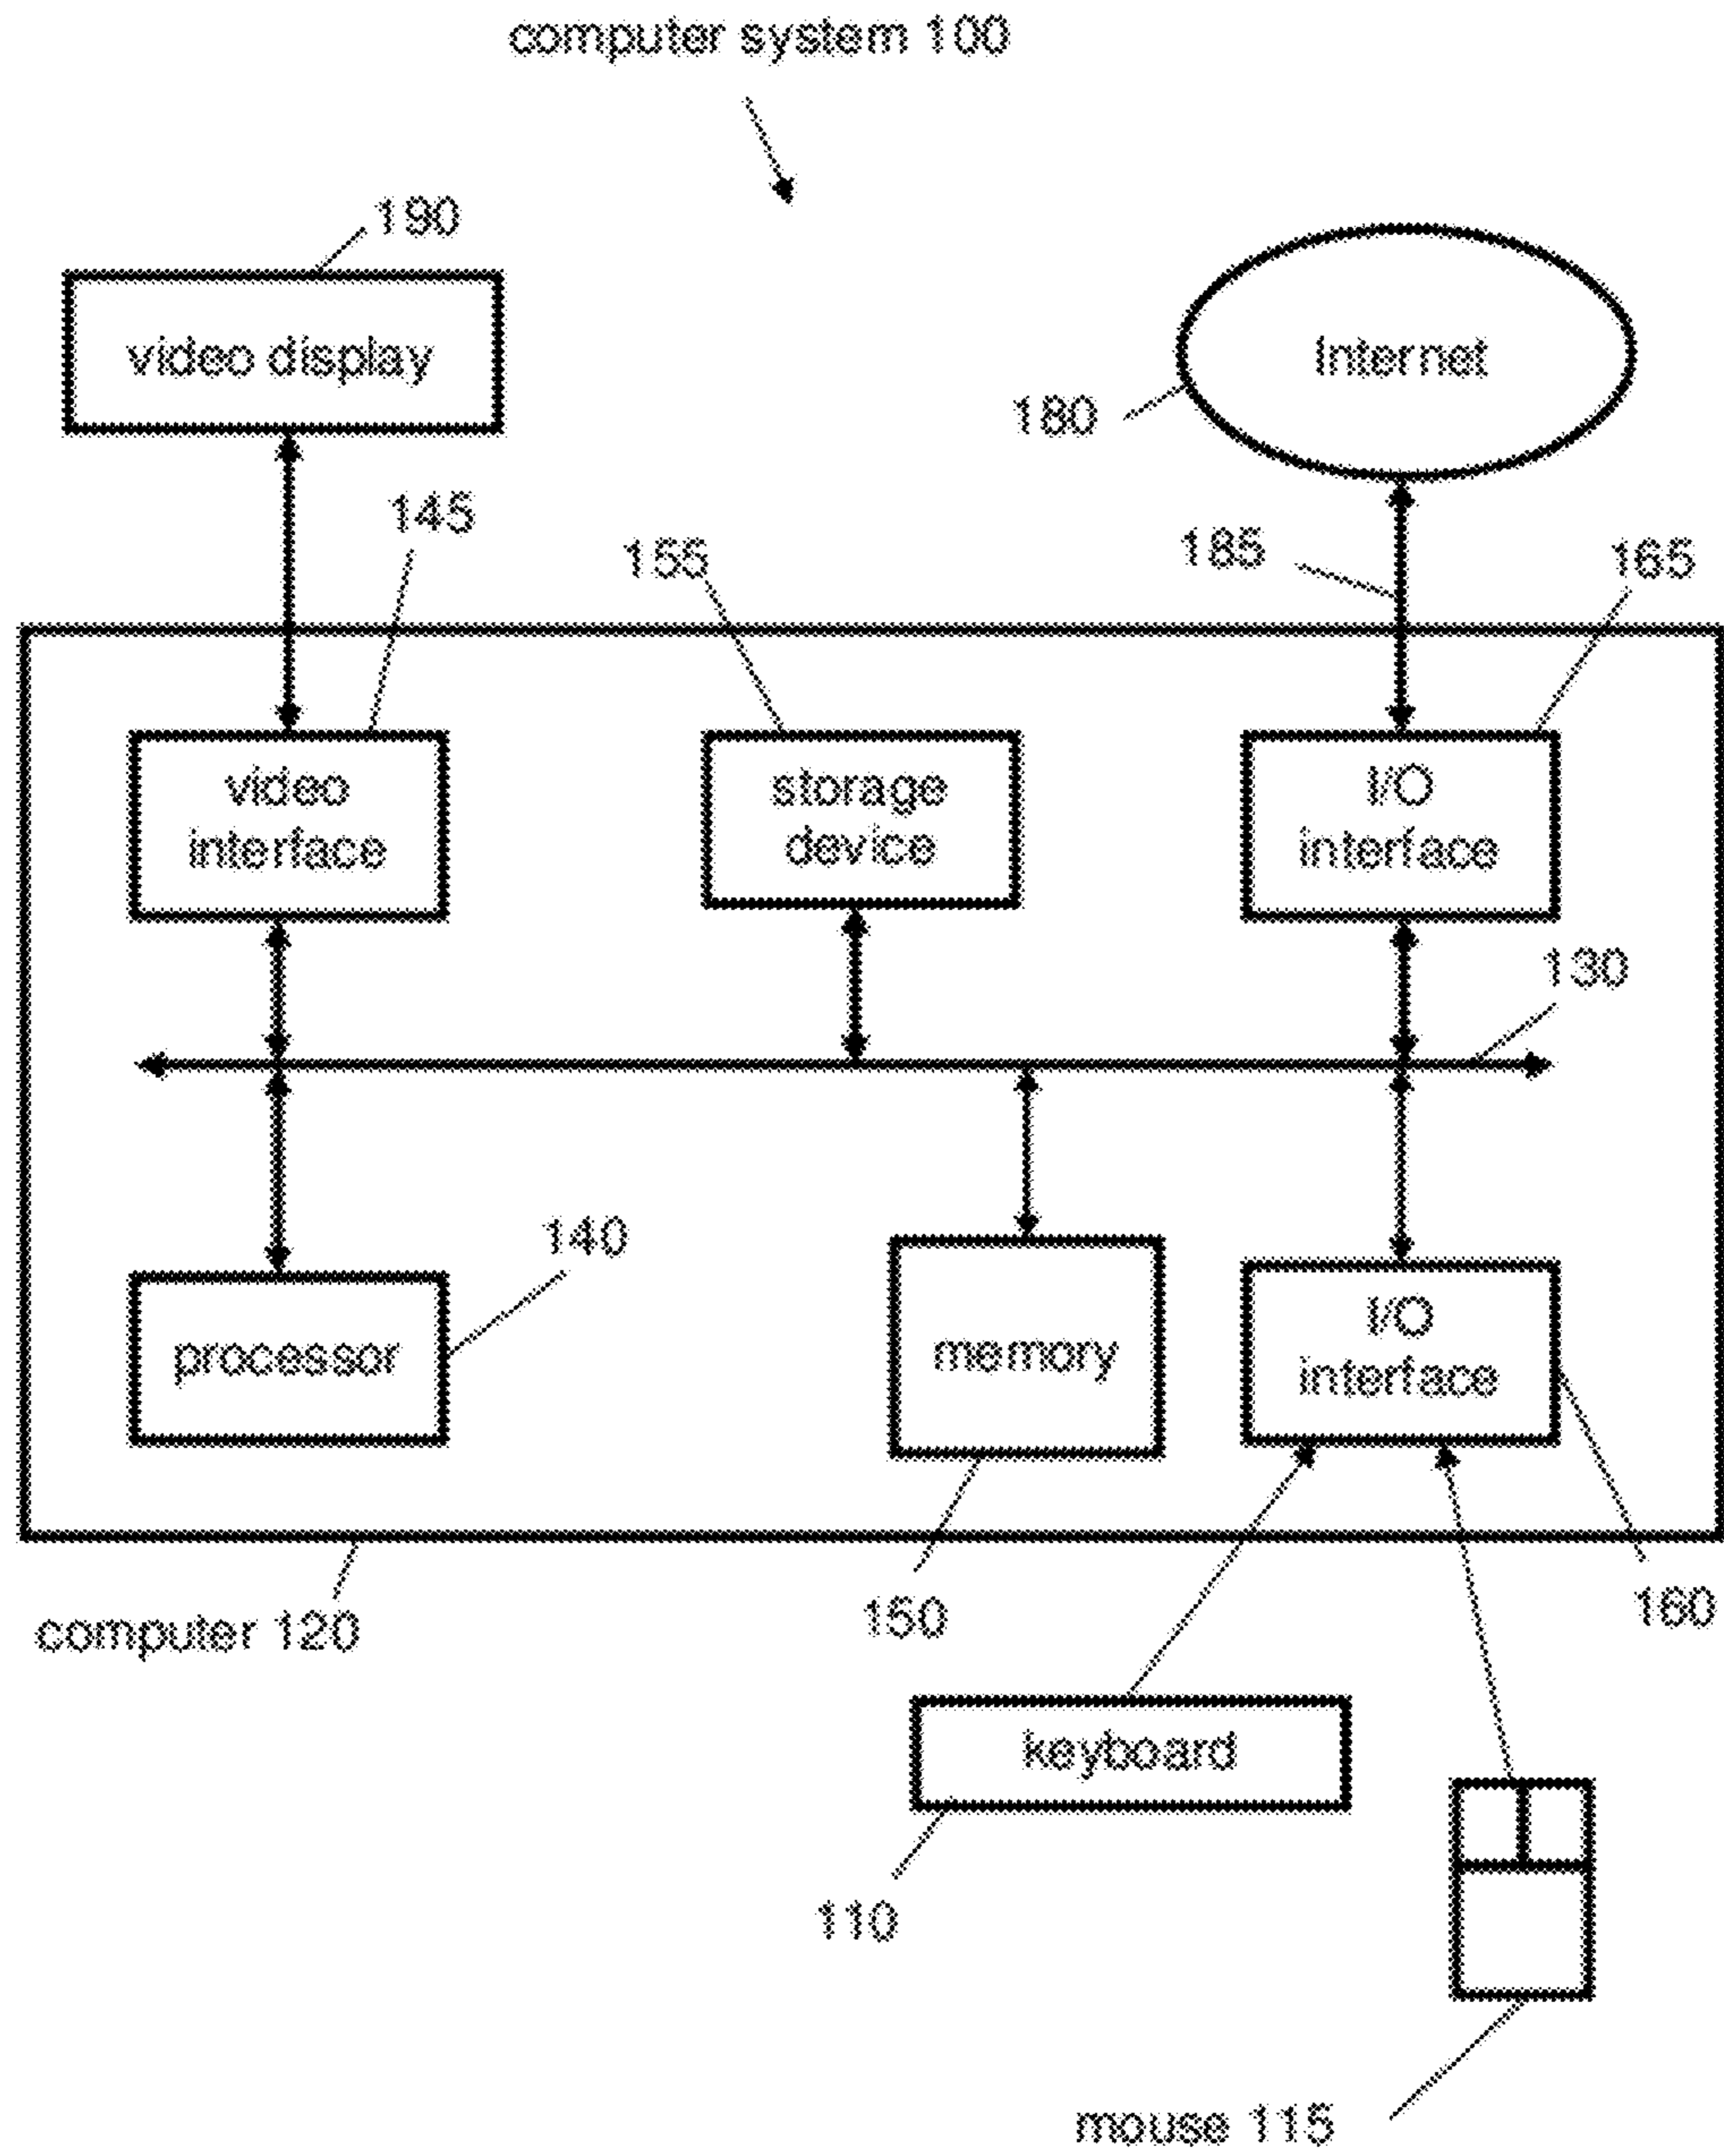 computer system 100
190
video display
Internet
180
145
155
185
165
video
interface
storage
device
I/O
interface
130
140
processor
memory
I/O
interface
computer 120
150
160
keyboard
110
mouse 115